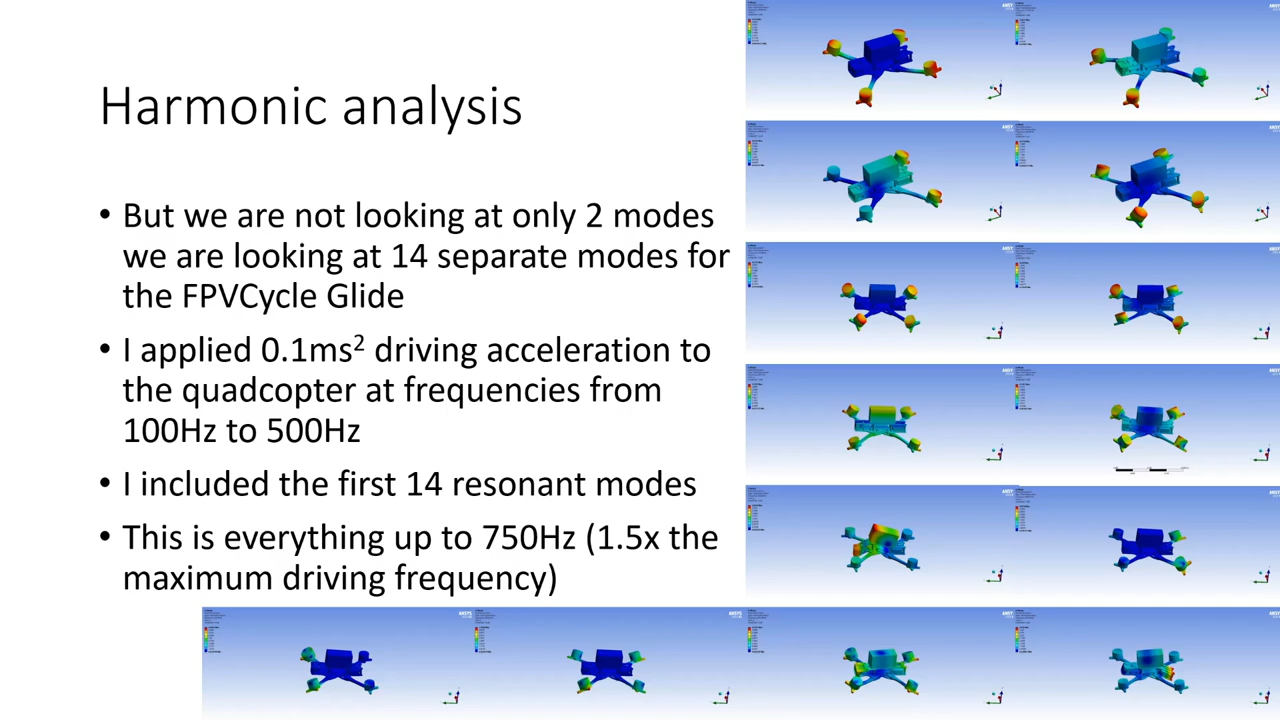 Harmonic analysis
• But we are not looking at only 2 modes
we are looking at 14 separate modes for
the FPVCycle Glide
• I applied 0.1ms² driving acceleration to
the quadcopter at frequencies from
100Hz to 500Hz
• I included the first 14 resonant modes
• This is everything up to 750Hz (1.5x the
maximum driving frequency)
ANSYS
ANSYS